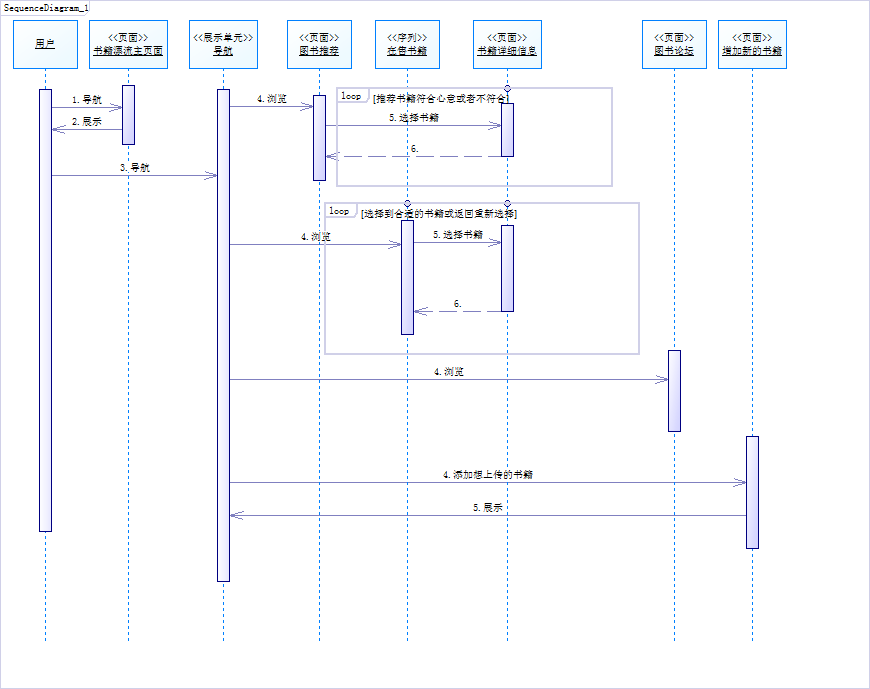 SequenceDiagram_1
用户
<<页面>>
书籍漂流主页面
<<展示单元>>
导航
<<页面>>
图书推荐
<<序列>>
在售书籍
<<页面>>
书籍详细信息
<<页面>>
图书论坛
<<页面>>
增加新的书籍
1.导航
2.展示
3.导航
4.浏览
loop
[推荐书籍符合心意或者不符合]
5.选择书籍
6.
loop
[选择到合适的书籍或返回重新选择]
4.浏览
5.选择书籍
6.
4.浏览
4.添加想上传的书籍
5.展示